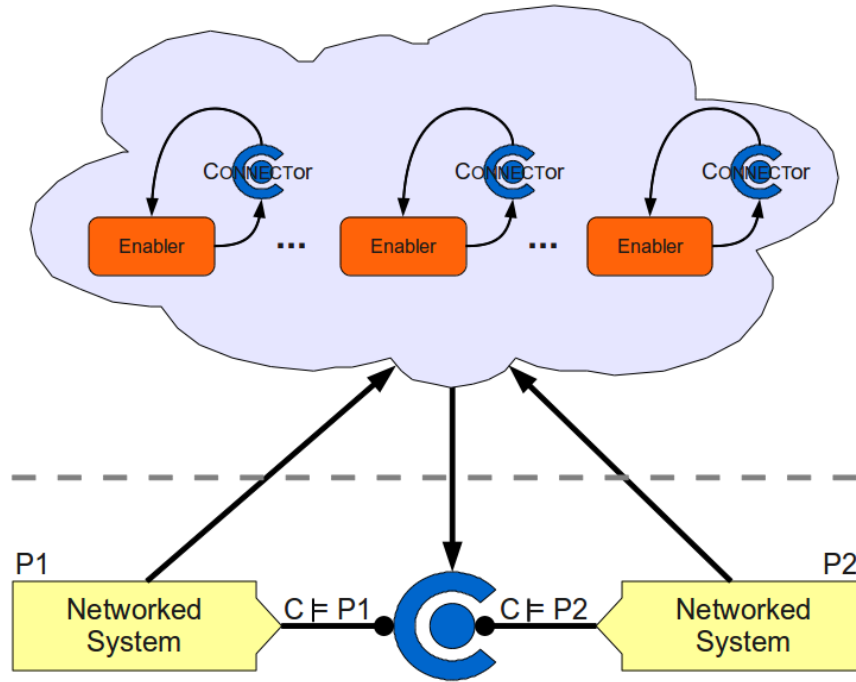 CONNECTor CONNECTor CONNECTor
Enabler ... Enabler ... Enabler
P1 P2
Networked System C ⊨ P1 C ⊨ P2 Networked System